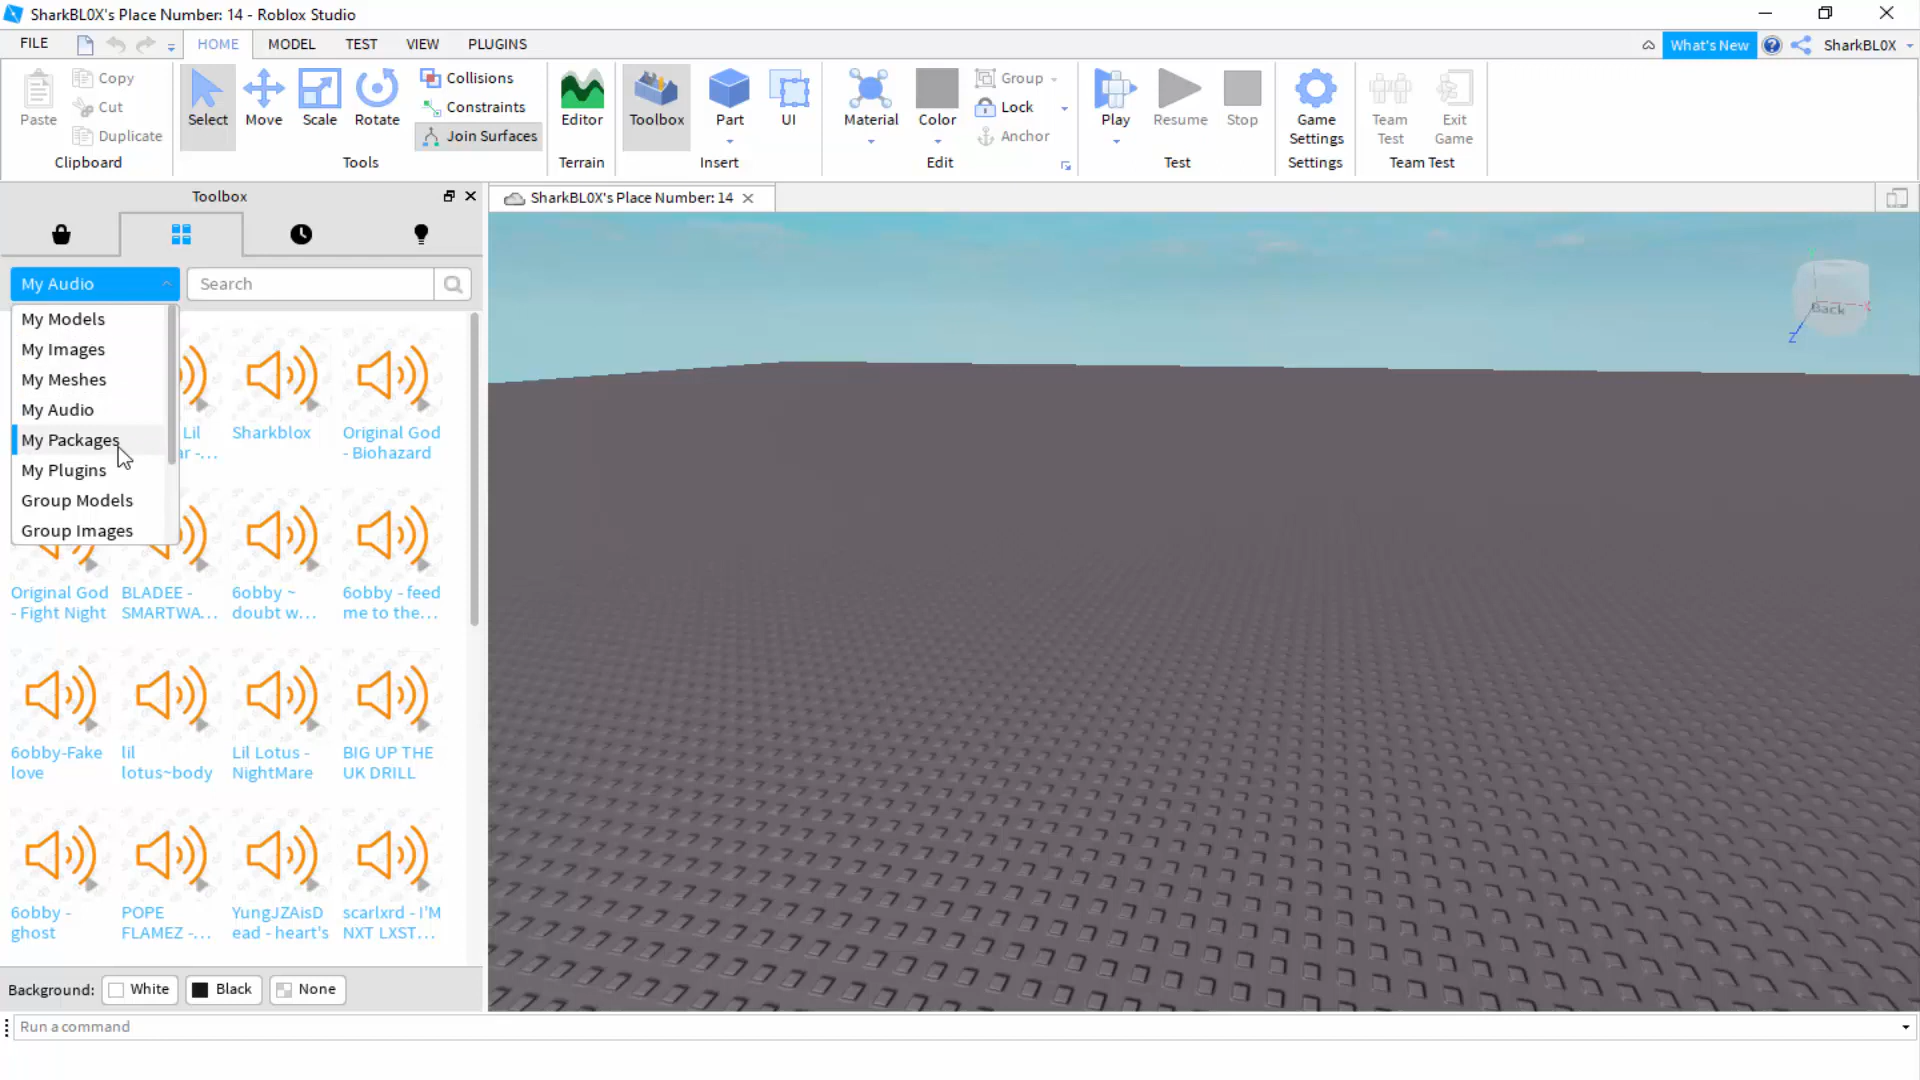 SharkBL0X's Place Number: 14 - Roblox Studio
FILE
HOME
MODEL
TEST
VIEW
PLUGINS
What's New
SharkBL0X
Paste
Copy
Cut
Duplicate
Clipboard
Select
Move
Scale
Rotate
Collisions
Constraints
Join Surfaces
Tools
Editor
Terrain
Toolbox
Part
UI
Insert
Material
Color
Group
Lock
Anchor
Edit
Play
Resume
Stop
Test
Game
Settings
Settings
Team
Test
Exit
Game
Team Test
Toolbox
SharkBL0X's Place Number: 14
My Audio
Search
My Models
My Images
My Meshes
My Audio
My Packages
My Plugins
Group Models
Group Images
Lil
ar -...
Sharkblox
Original God
- Biohazard
Original God
- Fight Night
BLADEE -
SMARTWA...
6obby ~
doubt w...
6obby - feed
me to the...
6obby-Fake
love
lil
lotus~body
Lil Lotus -
NightMare
BIG UP THE
UK DRILL
6obby -
ghost
POPE
FLAMEZ -...
YungJZAisD
ead - heart's
scarlxrd - I'M
NXT LXST...
Back
Z
Background:
White
Black
None
Run a command